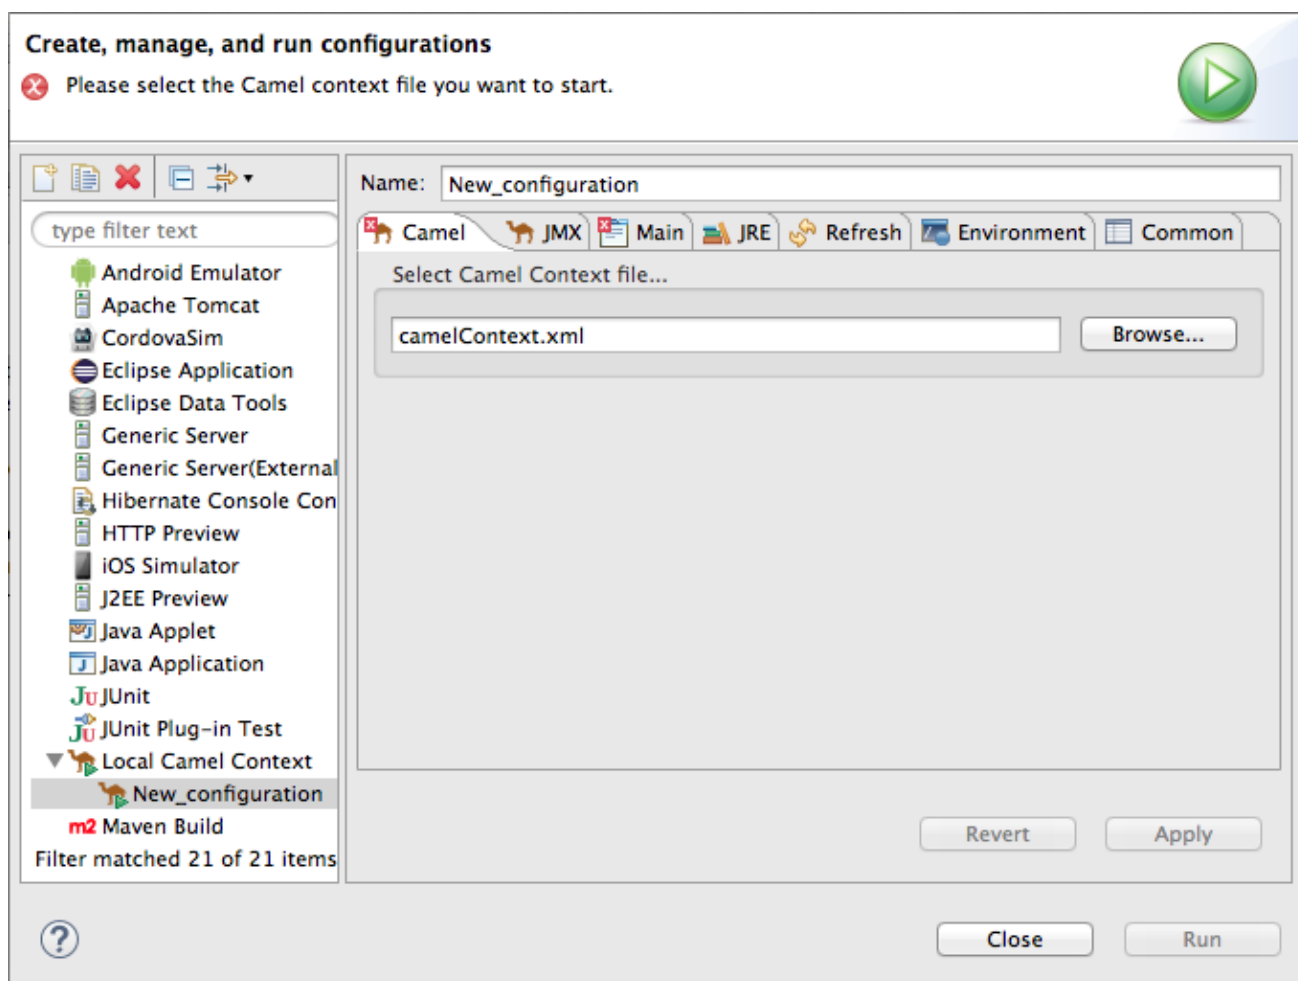 Create, manage, and run configurations
Please select the Camel context file you want to start.
Name: New_configuration
type filter text
Camel JMX Main JRE Refresh Environment Common
Select Camel Context file...
camelContext.xml Browse...
Android Emulator
Apache Tomcat
CordovaSim
Eclipse Application
Eclipse Data Tools
Generic Server
Generic Server(External
Hibernate Console Con
HTTP Preview
iOS Simulator
J2EE Preview
Java Applet
Java Application
JU JUnit
JU JUnit Plug-in Test
Local Camel Context
New_configuration
m2 Maven Build
Filter matched 21 of 21 items
Revert Apply
Close Run